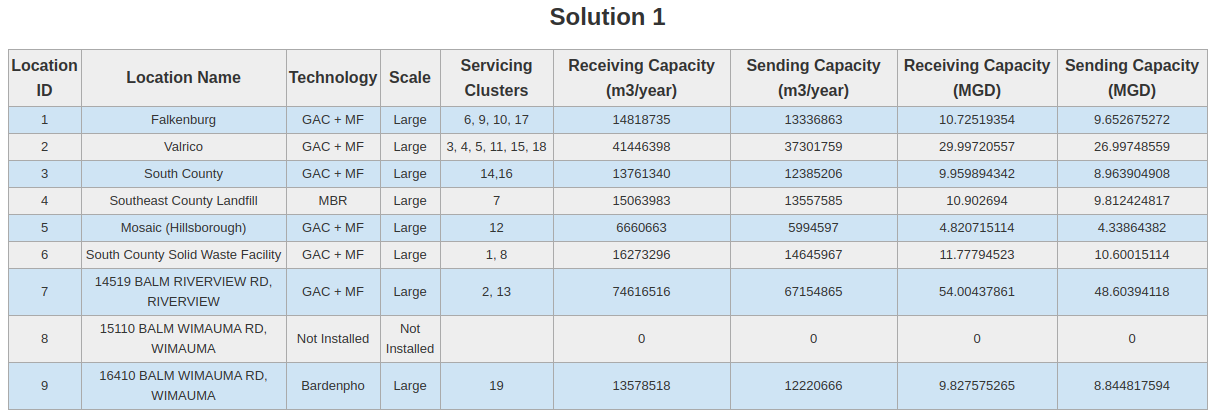 Solution 1
Location ID Location Name Technology Scale Servicing Clusters Receiving Capacity (m3/year) Sending Capacity (m3/year) Receiving Capacity (MGD) Sending Capacity (MGD)
1 Falkenburg GAC + MF Large 6, 9, 10, 17 14818735 13336863 10.72519354 9.652675272
2 Valrico GAC + MF Large 3, 4, 5, 11, 15, 18 41446398 37301759 29.99720557 26.99748559
3 South County GAC + MF Large 14,16 13761340 12385206 9.959894342 8.963904908
4 Southeast County Landfill MBR Large 7 15063983 13557585 10.902694 9.812424817
5 Mosaic (Hillsborough) GAC + MF Large 12 6660663 5994597 4.820715114 4.33864382
6 South County Solid Waste Facility GAC + MF Large 1, 8 16273296 14645967 11.77794523 10.60015114
7 14519 BALM RIVERVIEW RD, RIVERVIEW GAC + MF Large 2, 13 74616516 67154865 54.00437861 48.60394118
8 15110 BALM WIMAUMA RD, WIMAUMA Not Installed Not Installed 0 0 0 0
9 16410 BALM WIMAUMA RD, WIMAUMA Bardenpho Large 19 13578518 12220666 9.827575265 8.844817594